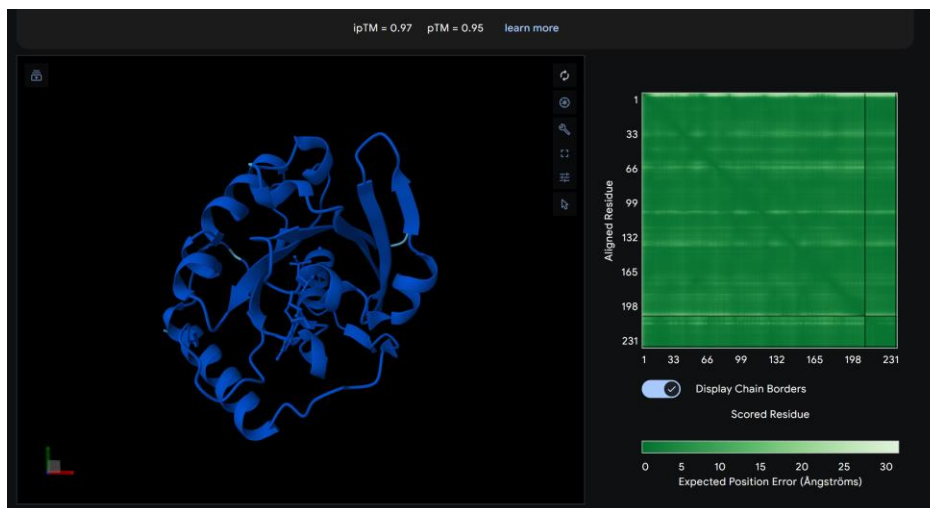 ipTM = 0.97 pTM = 0.95 learn more
Aligned Residue
1
33
66
99
132
165
198
231
1 33 66 99 132 165 198 231
Display Chain Borders
Scored Residue
0 5 10 15 20 25 30
Expected Position Error (Ångströms)